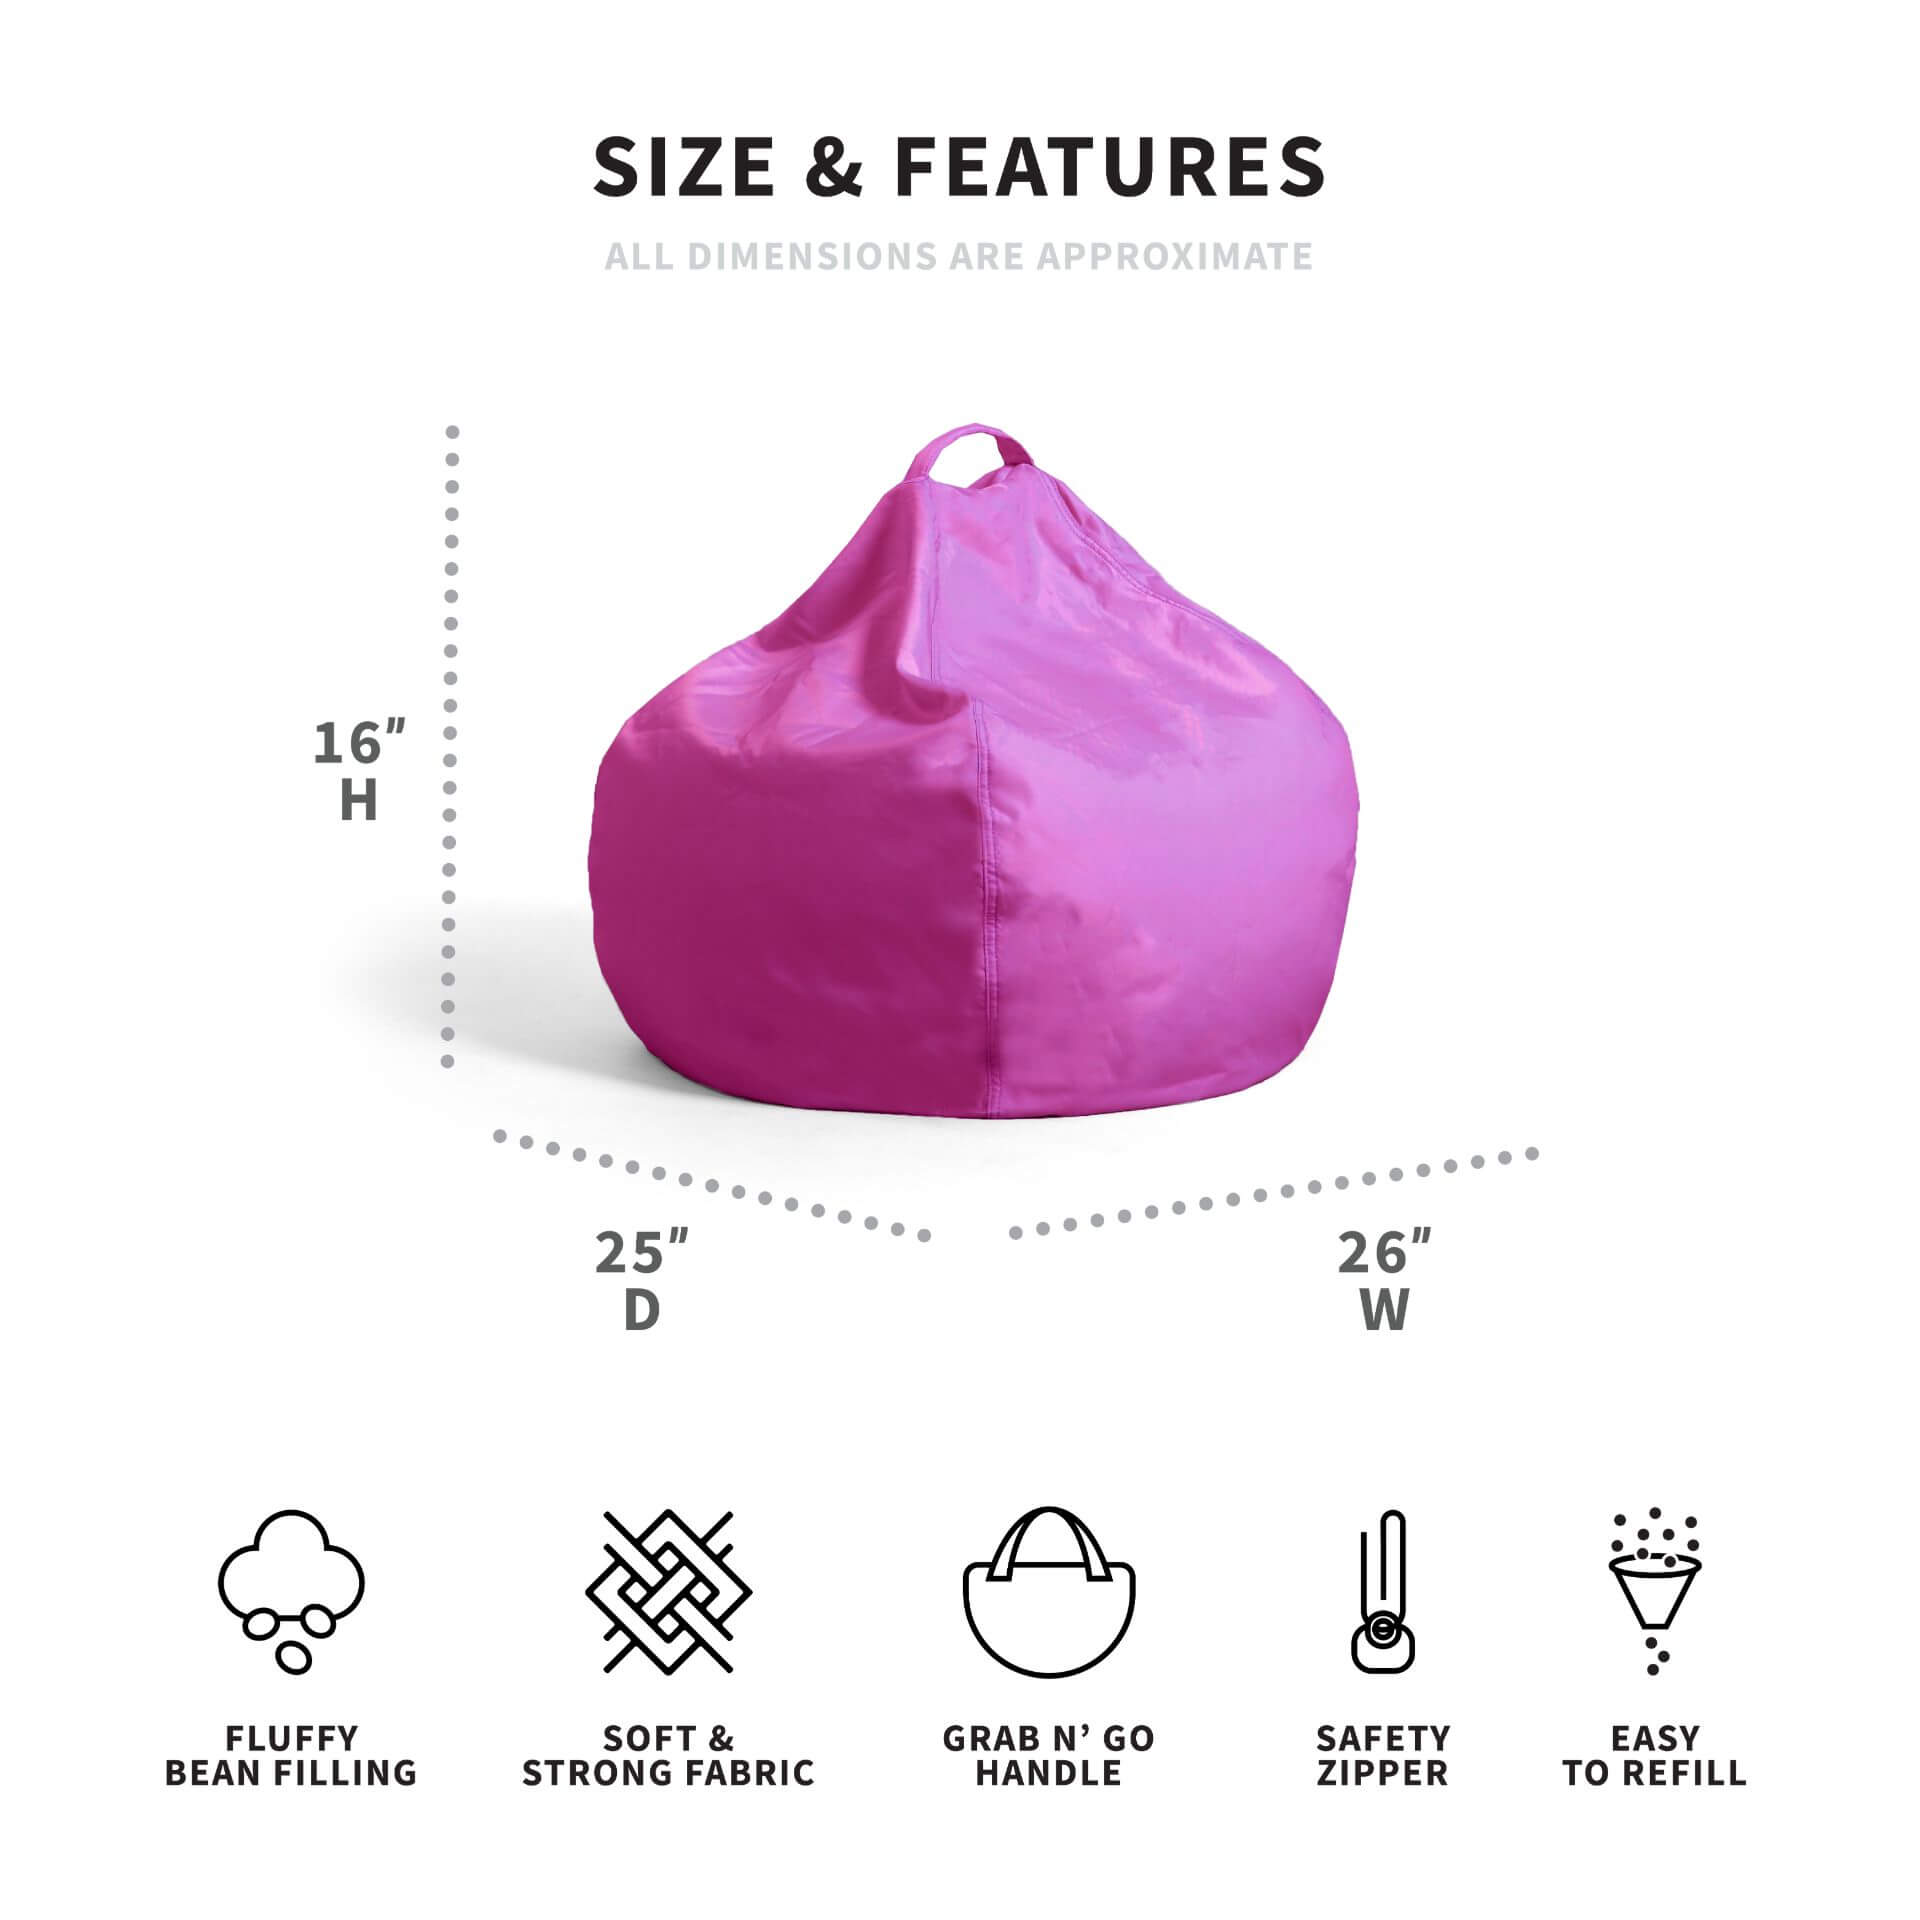 SIZE & FEATURES
ALL DIMENSIONS ARE APPROXIMATE
16"
H
25"
D
26"
W
FLUFFY
BEAN FILLING
SOFT &
STRONG FABRIC
GRAB N’ GO
HANDLE
SAFETY
ZIPPER
EASY
TO REFILL